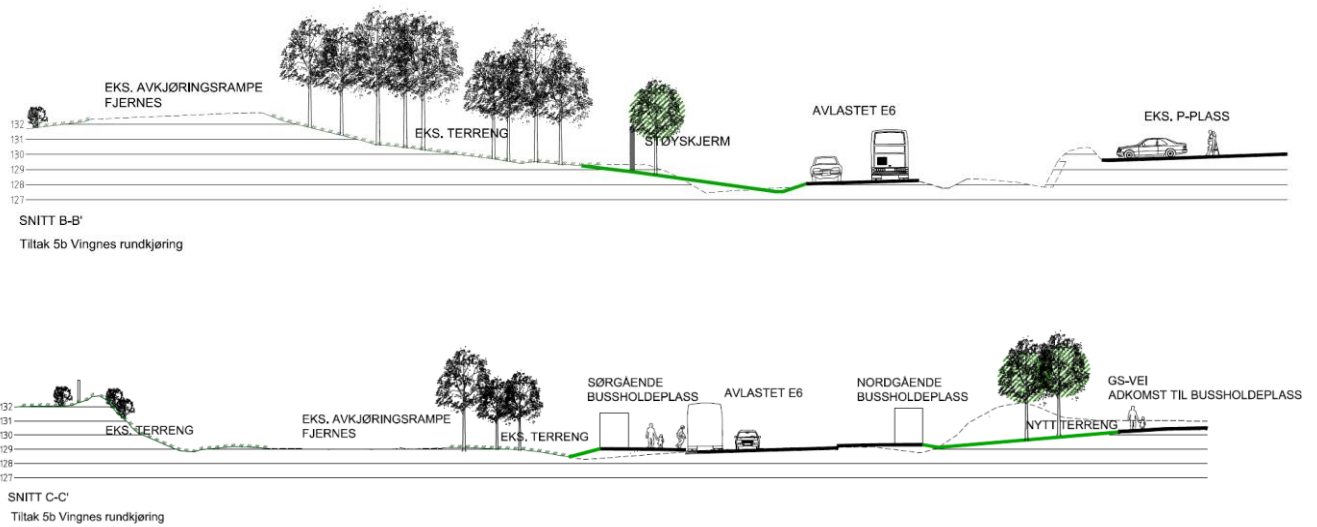 EKS. AVKJØRINGSRAMPE
FJERNES
EKS. TERRENG
STØYSKJERM
AVLASTET E6
EKS. P-PLASS
132
131
130
129
128
127
SNITT B-B'
Tiltak 5b Vingnes rundkjøring
EKS. TERRENG
EKS. AVKJØRINGSRAMPE
FJERNES
EKS. TERRENG
SØRGÅENDE
BUSSHOLDEPLASS
AVLASTET E6
NORDGÅENDE
BUSSHOLDEPLASS
NYTT TERRENG
GS-VEI
ADKOMST TIL BUSSHOLDEPLASS
132
131
130
129
128
127
SNITT C-C'
Tiltak 5b Vingnes rundkjøring